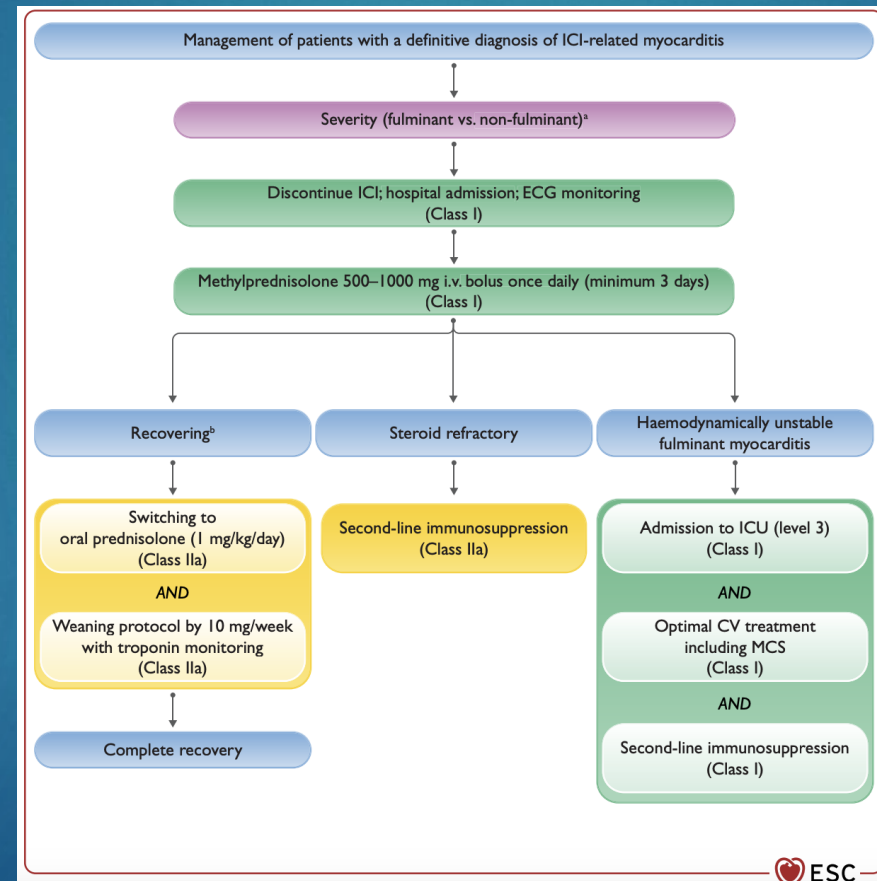 Management of patients with a definitive diagnosis of ICI-related myocarditis
Severity (fulminant vs. non-fulminant)ᵃ
Discontinue ICI; hospital admission; ECG monitoring
(Class I)
Methylprednisolone 500–1000 mg i.v. bolus once daily (minimum 3 days)
(Class I)
Recoveringᵇ
Switching to
oral prednisolone (1 mg/kg/day)
(Class IIa)
AND
Weaning protocol by 10 mg/week
with troponin monitoring
(Class IIa)
Complete recovery
Steroid refractory
Second-line immunosuppression
(Class IIa)
Haemodynamically unstable
fulminant myocarditis
Admission to ICU (level 3)
(Class I)
AND
Optimal CV treatment
including MCS
(Class I)
AND
Second-line immunosuppression
(Class I)
ESC